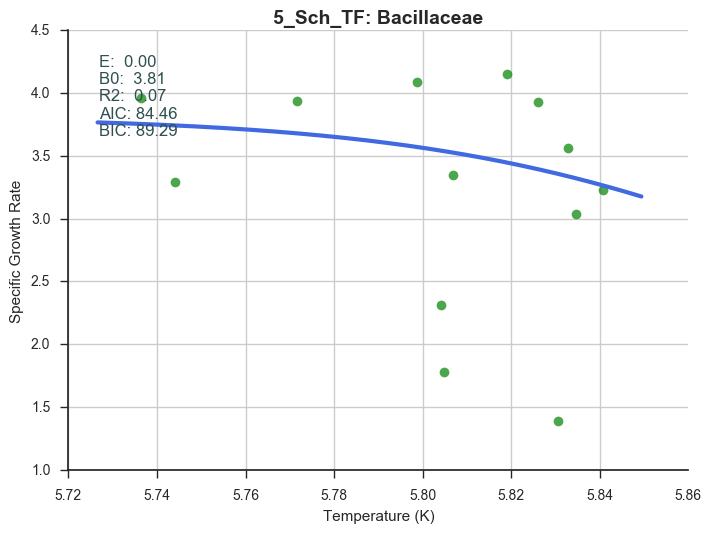 5_Sch_TF: Bacillaceae
4.5
E:  0.00
B0:  3.81
4.0
R2:  0.07
AIC: 84.46
BIC: 89.29
3.5
3.0
2.5
2.0
1.5
1.0
Specific Growth Rate
5.72 5.74 5.76 5.78 5.80 5.82 5.84 5.86
Temperature (K)